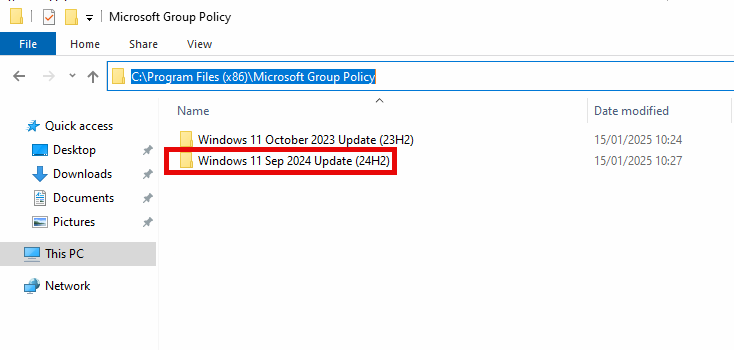 Microsoft Group Policy
File Home Share View
C:\Program Files (x86)\Microsoft Group Policy
Name Date modified
Quick access
Desktop
Downloads
Documents
Pictures
This PC
Network
Windows 11 October 2023 Update (23H2) 15/01/2025 10:24
Windows 11 Sep 2024 Update (24H2) 15/01/2025 10:27